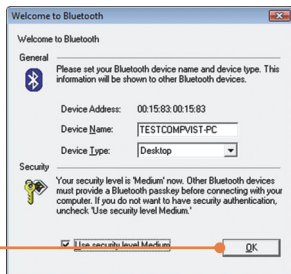 Welcome to Bluetooth
Welcome to Bluetooth
General
Please set your Bluetooth device name and device type. This
information will be shown to other Bluetooth devices.
Device Address: 00:15:83:00:15:83
Device Name: TESTCOMPVIST-PC
Device Type: Desktop
Security
Your security level is 'Medium' now. Other Bluetooth devices
must provide a Bluetooth passkey before connecting with your
computer. If you do not want to have security authentication,
uncheck 'Use security level Medium.'
Use security level Medium
OK